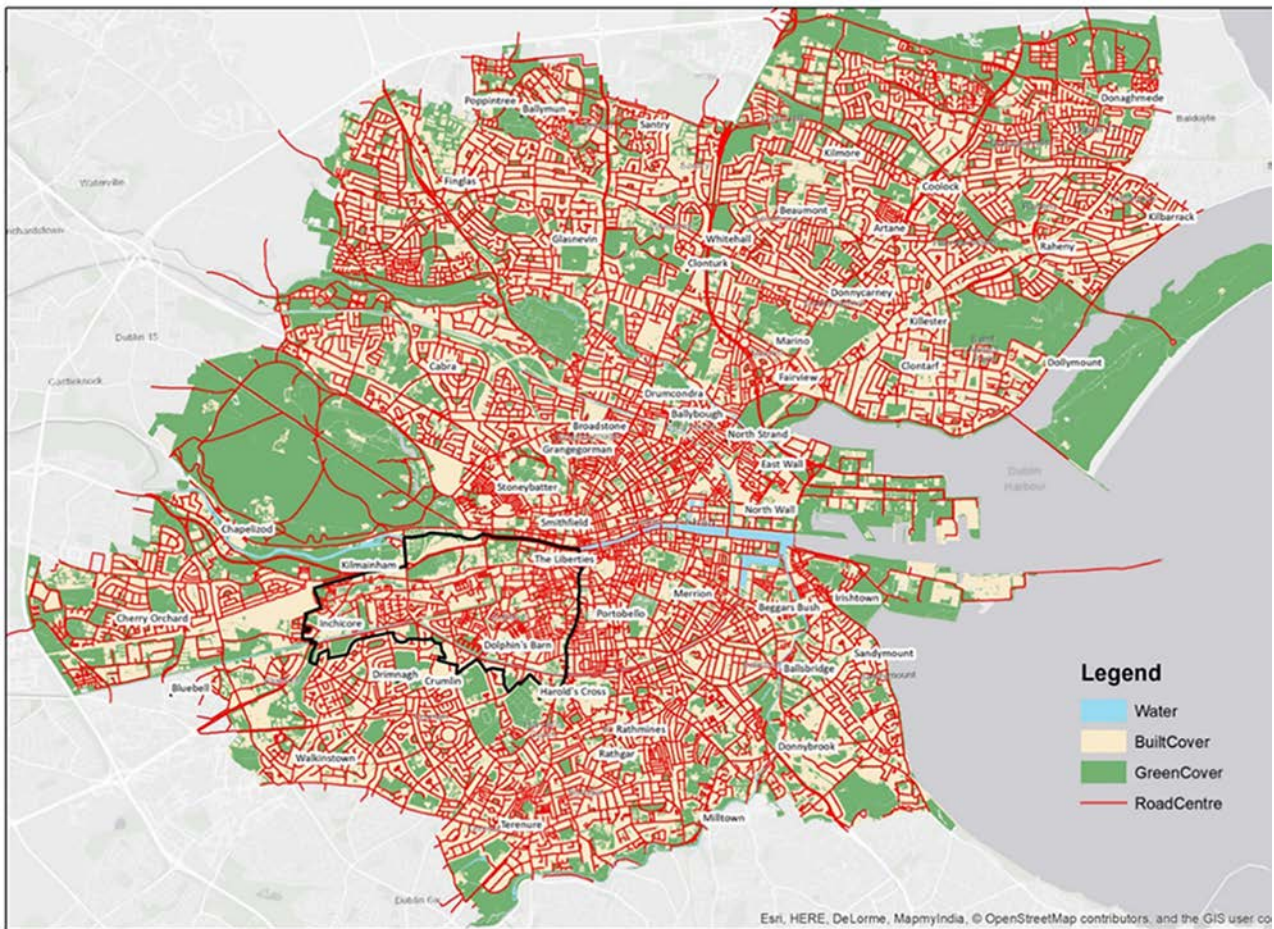 Poppintree
Ballymun
Santry
Donaghmede
Baldoyle
Kilmore
Waterville
Finglas
Coolock
Beaumont
Artane
Kilbarrack
Glasnevin
Whitehall
Raheny
Clonturk
Donnycarney
Killester
Dublin 15
Marino
Dollymount
Castleknock
Cabra
Fairview
Clontarf
Drumcondra
Ballybough
Broadstone
North Strand
Grangegorman
East Wall
Dublin
Harbour
Stoneybatter
North Wall
Smithfield
Chapelizod
The Liberties
Kilmainham
Merrion
Irishtown
Beggars Bush
Portobello
Cherry Orchard
Inchicore
Dolphin's Barn
Sandymount
Ballsbridge
Drimnagh
Crumlin
Bluebell
Harold's Cross
Rathmines
Donnybrook
Walkinstown
Rathgar
Milltown
Terenure
Legend
Water
BuiltCover
GreenCover
RoadCentre
Esri, HERE, DeLorme, MapmyIndia, © OpenStreetMap contributors, and the GIS user co